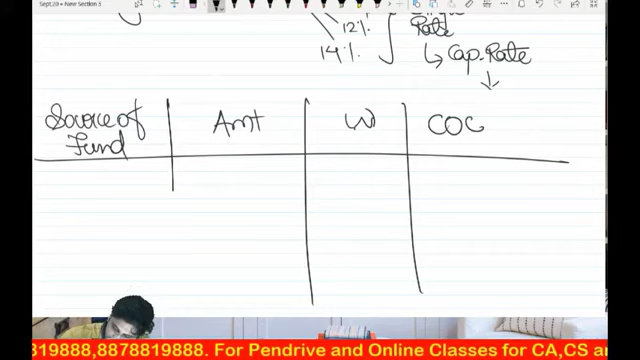 Sept.20 + New Section 3
12%
Rate
14%
↳ Cap. Rate
Source of Fund
Amt
W
COC
819888,8878819888. For Pendrive and Online Classes for CA,CS an